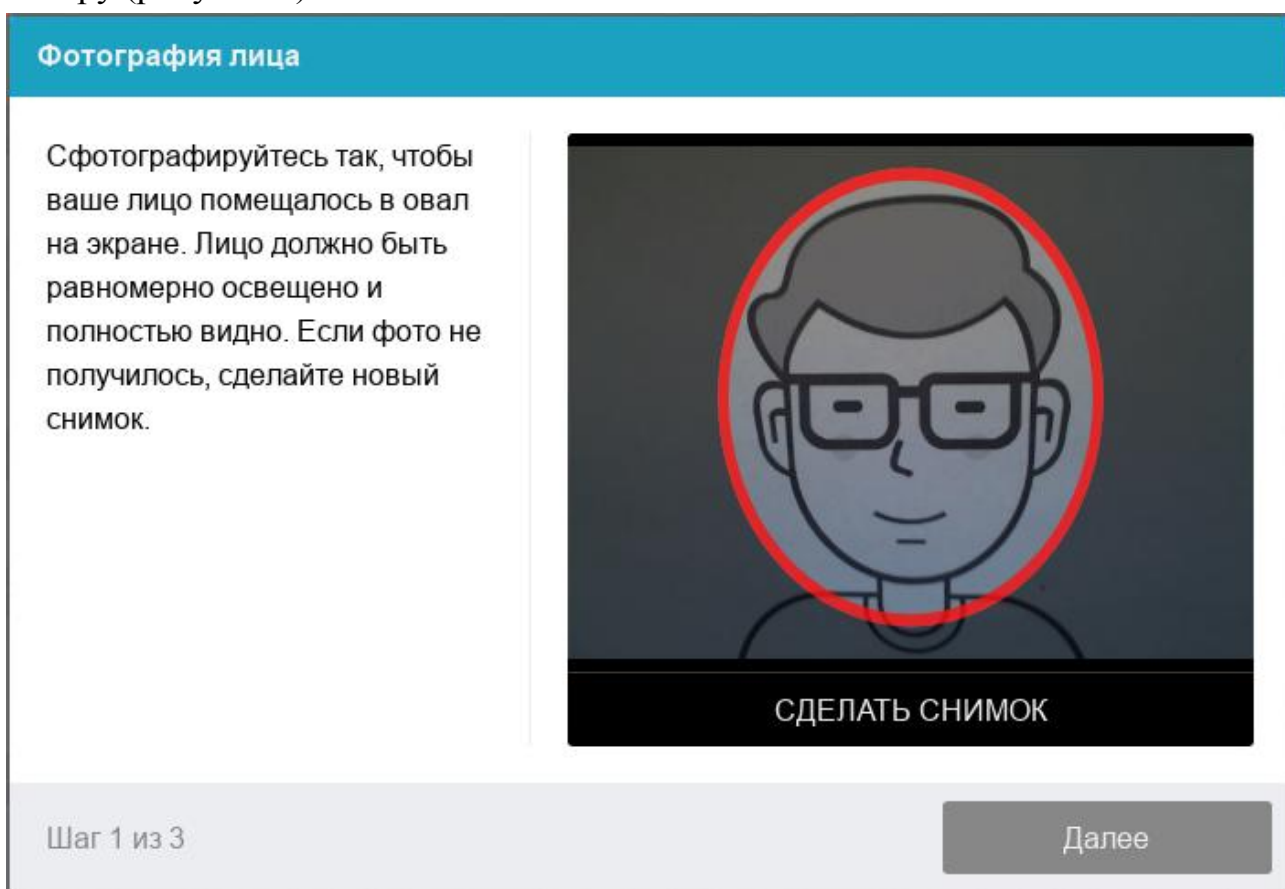 Фотография лица
Сфотографируйтесь так, чтобы
ваше лицо помещалось в овал
на экране. Лицо должно быть
равномерно освещено и
полностью видно. Если фото не
получилось, сделайте новый
снимок.
СДЕЛАТЬ СНИМОК
Шаг 1 из 3
Далее